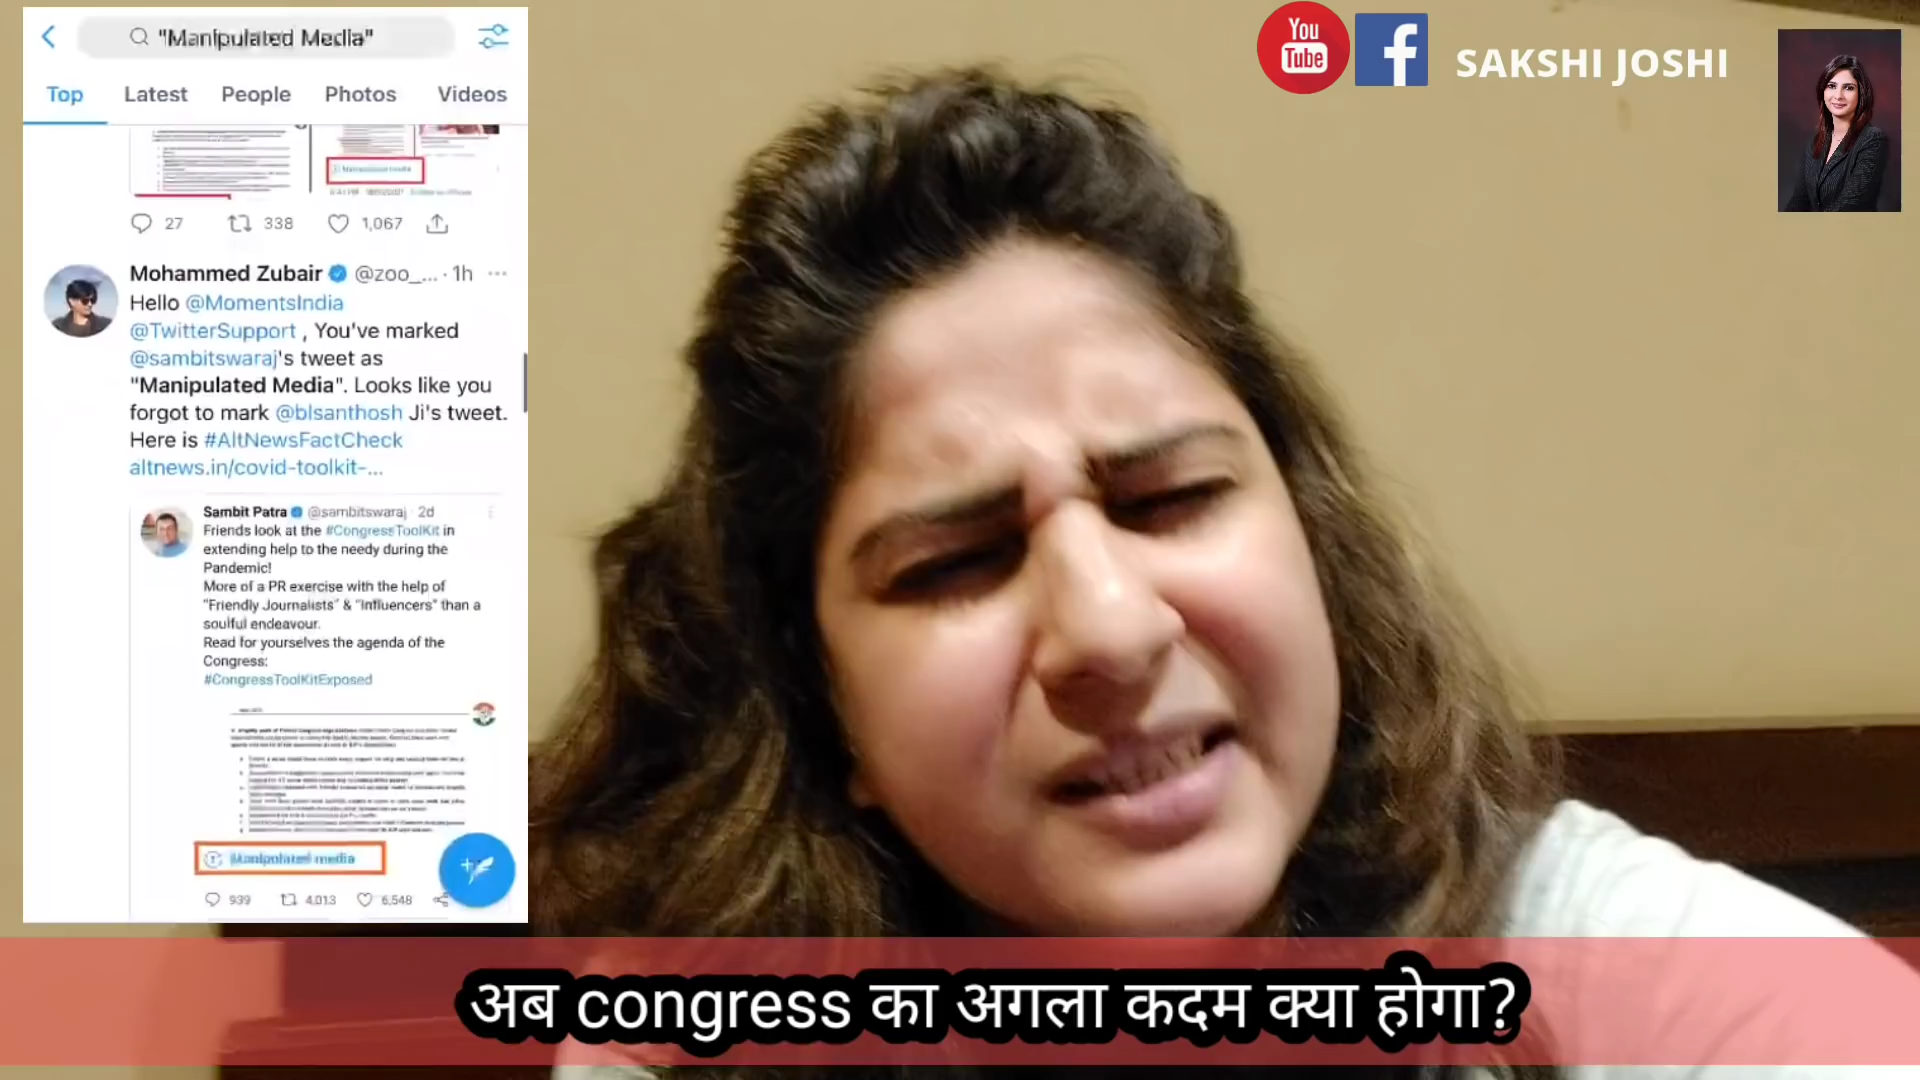 "Manipulated Media"
Top Latest People Photos Videos
27 338 1,067
Mohammed Zubair @zoo_... · 1h
Hello @MomentsIndia
@TwitterSupport , You've marked
@sambitswaraj's tweet as
"Manipulated Media". Looks like you
forgot to mark @blsanthosh Ji's tweet.
Here is #AltNewsFactCheck
altnews.in/covid-toolkit-...
Sambit Patra @sambitswaraj · 2d
Friends look at the #CongressToolKit in
extending help to the needy during the
Pandemic!
More of a PR exercise with the help of
"Friendly Journalists" & "Influencers" than a
soulful endeavour.
Read for yourselves the agenda of the
Congress:
#CongressToolKitExposed
Manipulated media
939 4,013 6,548
You
Tube
f
SAKSHI JOSHI
अब congress का अगला कदम क्या होगा?